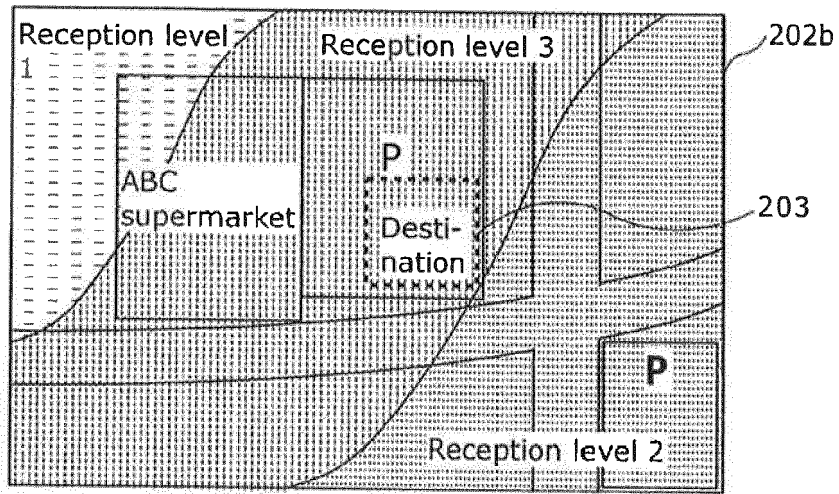 Reception level
1
Reception level 3
202b
P
ABC
supermarket
203
Desti-
nation
P
Reception level 2